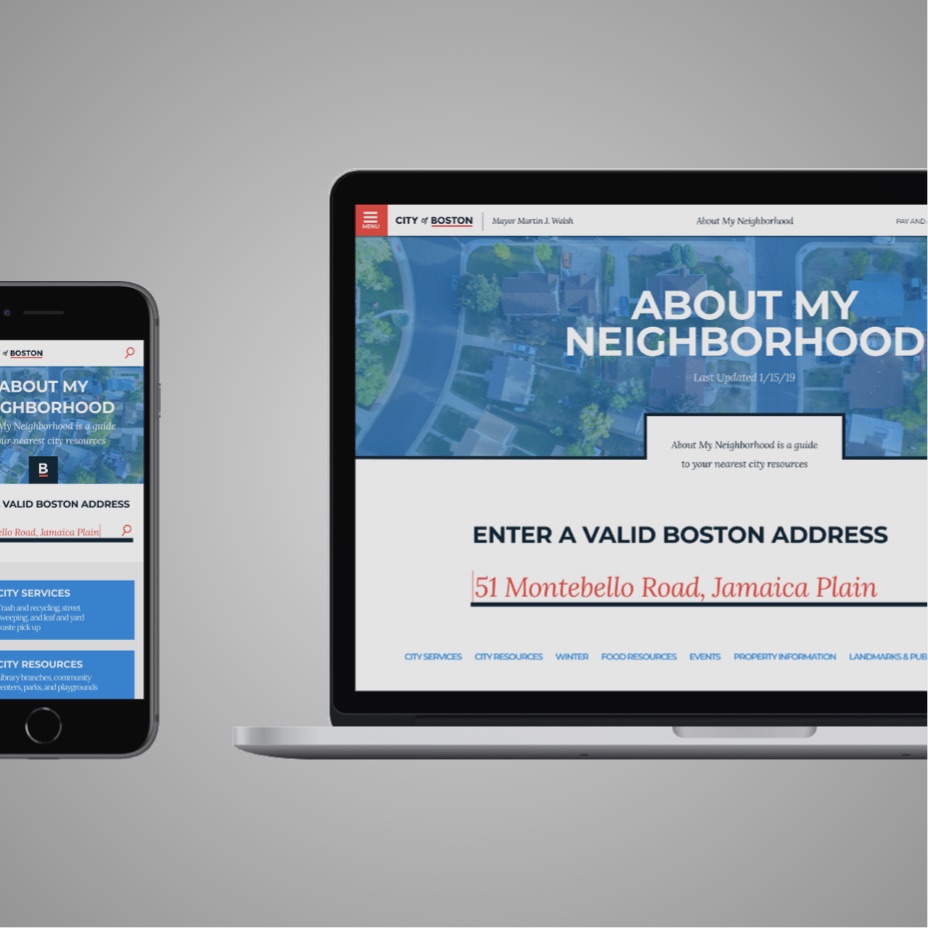 of BOSTON
ABOUT MY
GHBORHOOD
My Neighborhood is a guide
ur nearest city resources
B
VALID BOSTON ADDRESS
ello Road, Jamaica Plain
CITY SERVICES
Trash and recycling, street
sweeping, and leaf and yard
waste pick up
CITY RESOURCES
Library branches, community
enters, parks, and playgrounds
MENU
CITY of BOSTON
Mayor Martin J. Walsh
About My Neighborhood
PAY AND
ABOUT MY
NEIGHBORHOOD
Last Updated 1/15/19
About My Neighborhood is a guide
to your nearest city resources
ENTER A VALID BOSTON ADDRESS
51 Montebello Road, Jamaica Plain
CITY SERVICES CITY RESOURCES WINTER FOOD RESOURCES EVENTS PROPERTY INFORMATION LANDMARKS & PUB